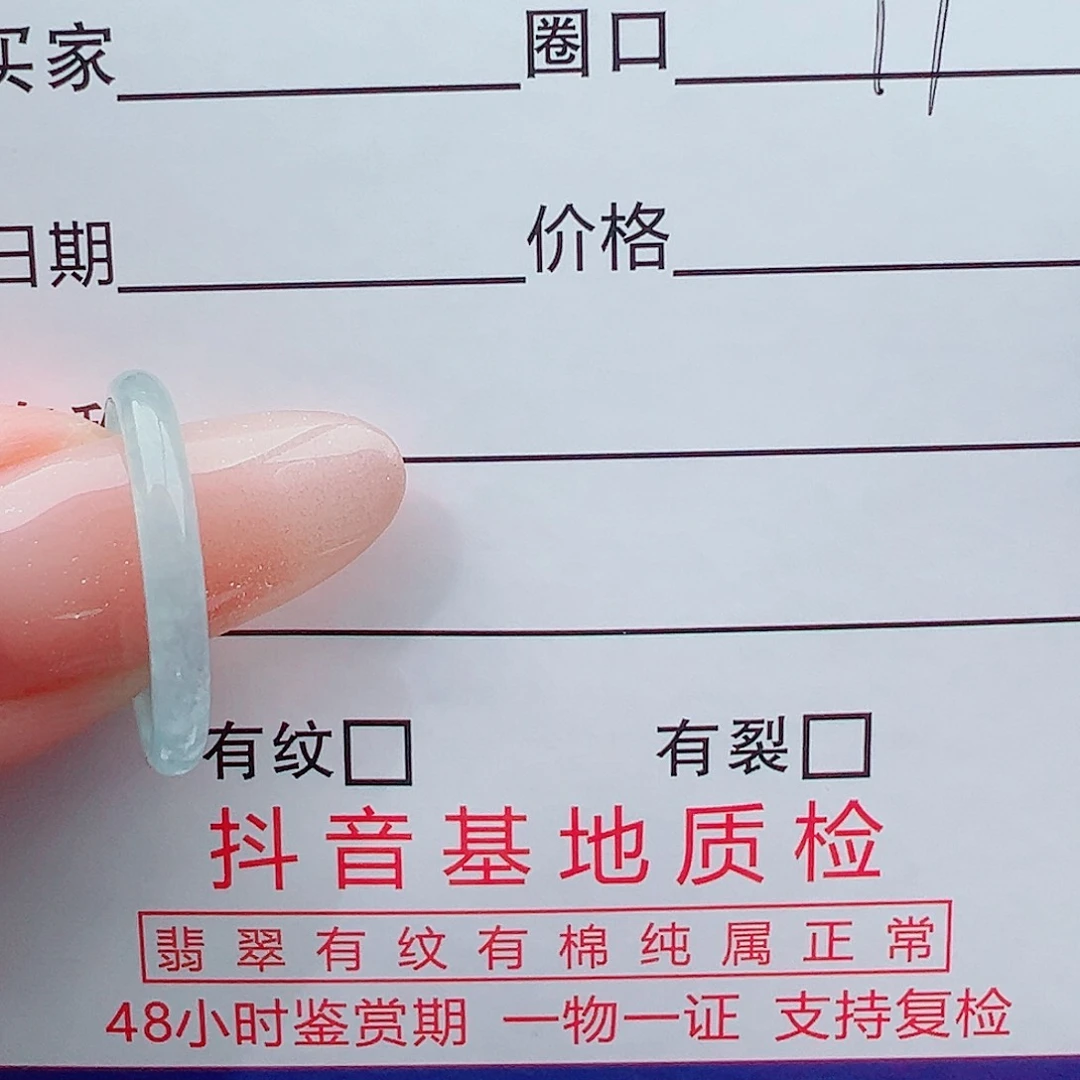 买家 圈口
日期 价格
有纹 有裂
抖音基地质检
翡翠有纹有棉纯属正常
48小时鉴赏期 一物一证 支持复检